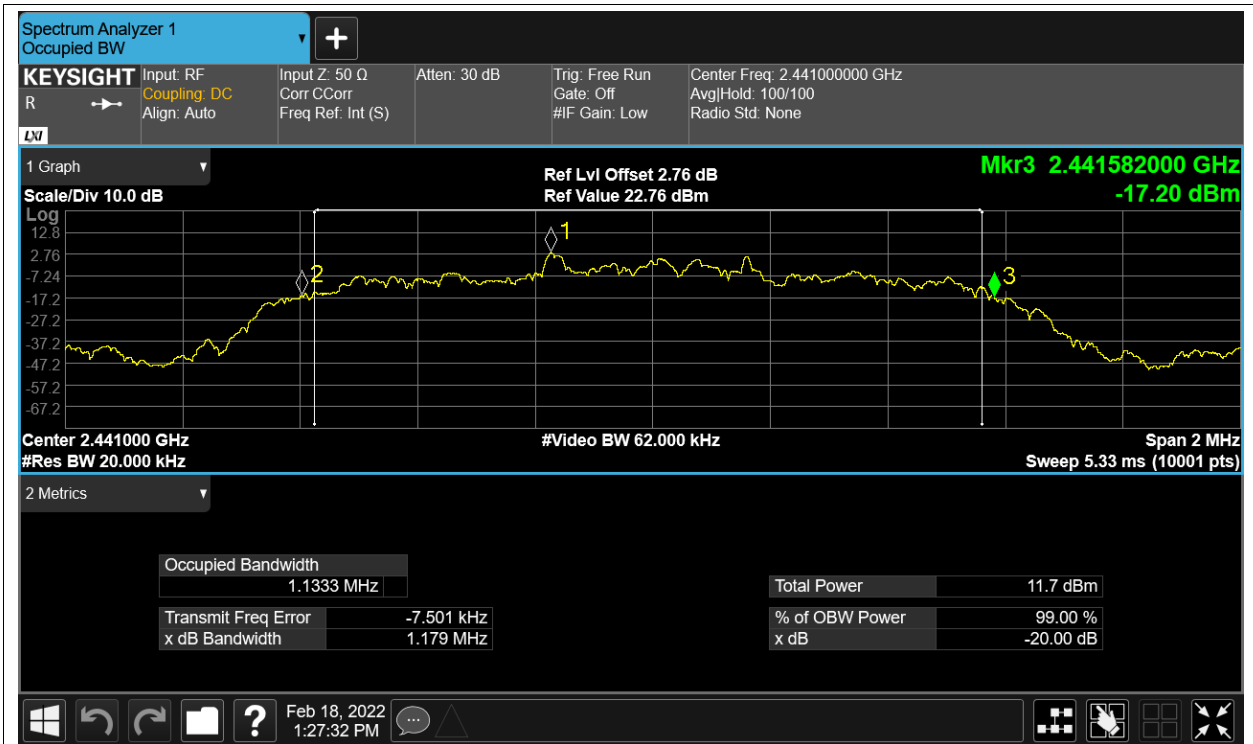 Spectrum Analyzer 1
Occupied BW
KEYSIGHT
R
LXI
Input: RF
Coupling: DC
Align: Auto
Input Z: 50 Ω
Corr CCorr
Freq Ref: Int (S)
Atten: 30 dB
Trig: Free Run
Gate: Off
#IF Gain: Low
Center Freq: 2.441000000 GHz
Avg|Hold: 100/100
Radio Std: None
1 Graph
Scale/Div 10.0 dB
Ref Lvl Offset 2.76 dB
Ref Value 22.76 dBm
Mkr3 2.441582000 GHz
-17.20 dBm
Log
12.8
2.76
-7.24
-17.2
-27.2
-37.2
-47.2
-57.2
-67.2
1
2
3
Center 2.441000 GHz
#Res BW 20.000 kHz
#Video BW 62.000 kHz
Span 2 MHz
Sweep 5.33 ms (10001 pts)
2 Metrics
Occupied Bandwidth
1.1333 MHz
Transmit Freq Error -7.501 kHz
x dB Bandwidth 1.179 MHz
Total Power 11.7 dBm
% of OBW Power 99.00 %
x dB -20.00 dB
?
Feb 18, 2022
1:27:32 PM